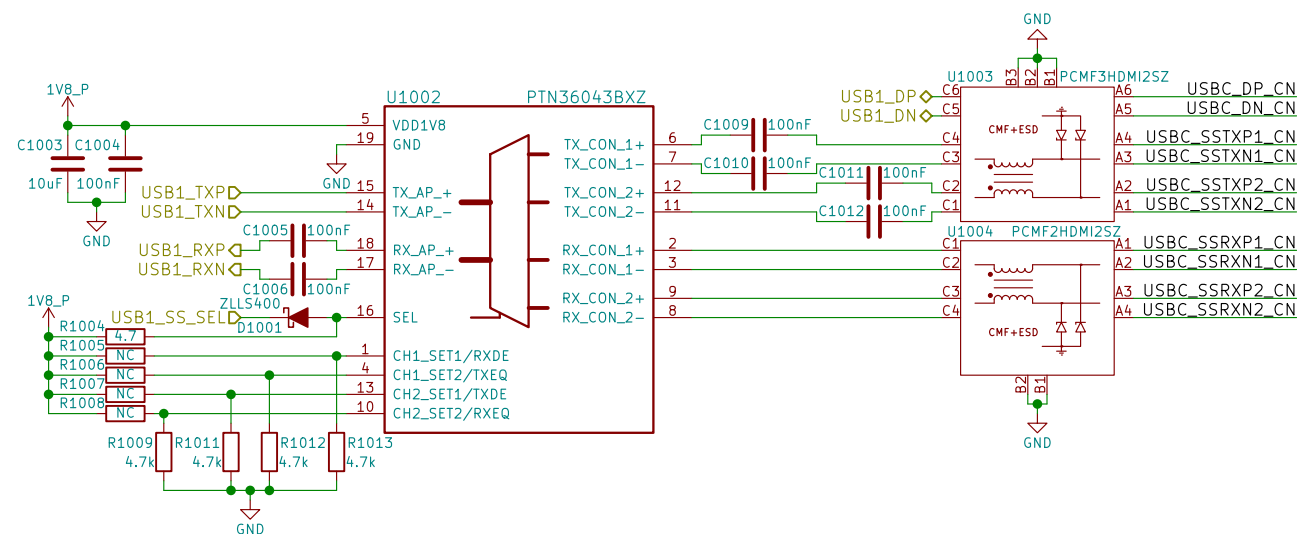 GND
B3 B2 B1
U1003 PCMF3HDMI2SZ
1V8_P
U1002 PTN36043BXZ
USB1_DP C6 A6 USBC_DP_CN
USB1_DN C5 A5 USBC_DN_CN
CMF+ESD
5 VDD1V8
C1003 C1004
10uF 100nF
19 GND
GND
TX_CON_1+ 6 C1009 100nF C4 A4 USBC_SSTXP1_CN
TX_CON_1- 7 C1010 100nF C3 A3 USBC_SSTXN1_CN
USB1_TXP 15 TX_AP_+ TX_CON_2+ 12 C1011 100nF C2 A2 USBC_SSTXP2_CN
USB1_TXN 14 TX_AP_- TX_CON_2- 11 C1012 100nF C1 A1 USBC_SSTXN2_CN
GND
U1004 PCMF2HDMI2SZ
USB1_RXP C1005 100nF 18 RX_AP_+ RX_CON_1+ 2 C1 A1 USBC_SSRXP1_CN
USB1_RXN C1006 100nF 17 RX_AP_- RX_CON_1- 3 C2 A2 USBC_SSRXN1_CN
RX_CON_2+ 9 C3 A3 USBC_SSRXP2_CN
1V8_P
ZLLS400
USB1_SS_SEL D1001 16 SEL RX_CON_2- 8 C4 A4 USBC_SSRXN2_CN
CMF+ESD
R1004 4.7
R1005 NC 1 CH1_SET1/RXDE
R1006 NC 4 CH1_SET2/TXEQ
R1007 NC 13 CH2_SET1/TXDE
R1008 NC 10 CH2_SET2/RXEQ
B2 B1
GND
R1009 R1011 R1012 R1013
4.7k 4.7k 4.7k 4.7k
GND